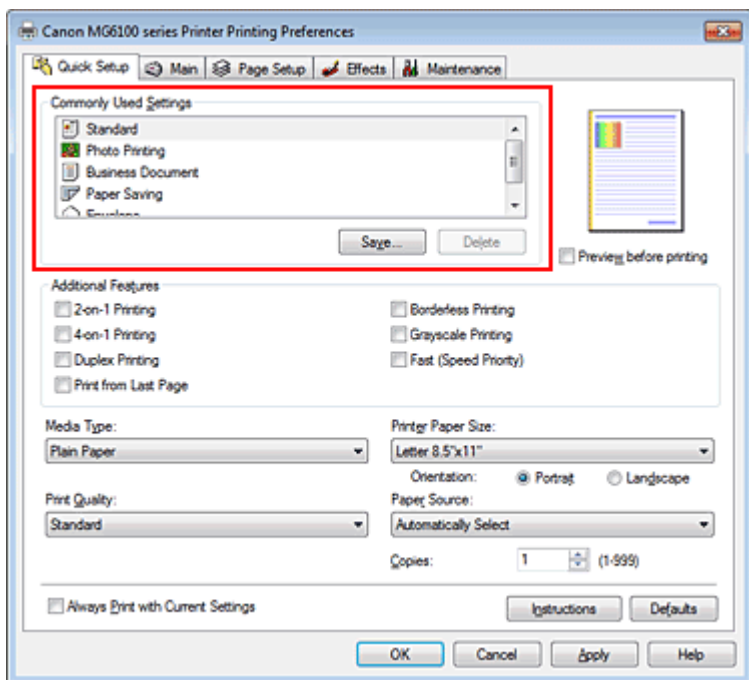 Canon MG6100 series Printer Printing Preferences
Quick Setup Main Page Setup Effects Maintenance
Commonly Used Settings
Standard
Photo Printing
Business Document
Paper Saving
Envelope
Save... Delete
Preview before printing
Additional Features
2-on-1 Printing Borderless Printing
4-on-1 Printing Grayscale Printing
Duplex Printing Fast (Speed Priority)
Print from Last Page
Media Type: Printer Paper Size:
Plain Paper Letter 8.5"x11"
Orientation: Portrait Landscape
Print Quality: Paper Source:
Standard Automatically Select
Copies: 1 (1-999)
Always Print with Current Settings Instructions Defaults
OK Cancel Apply Help